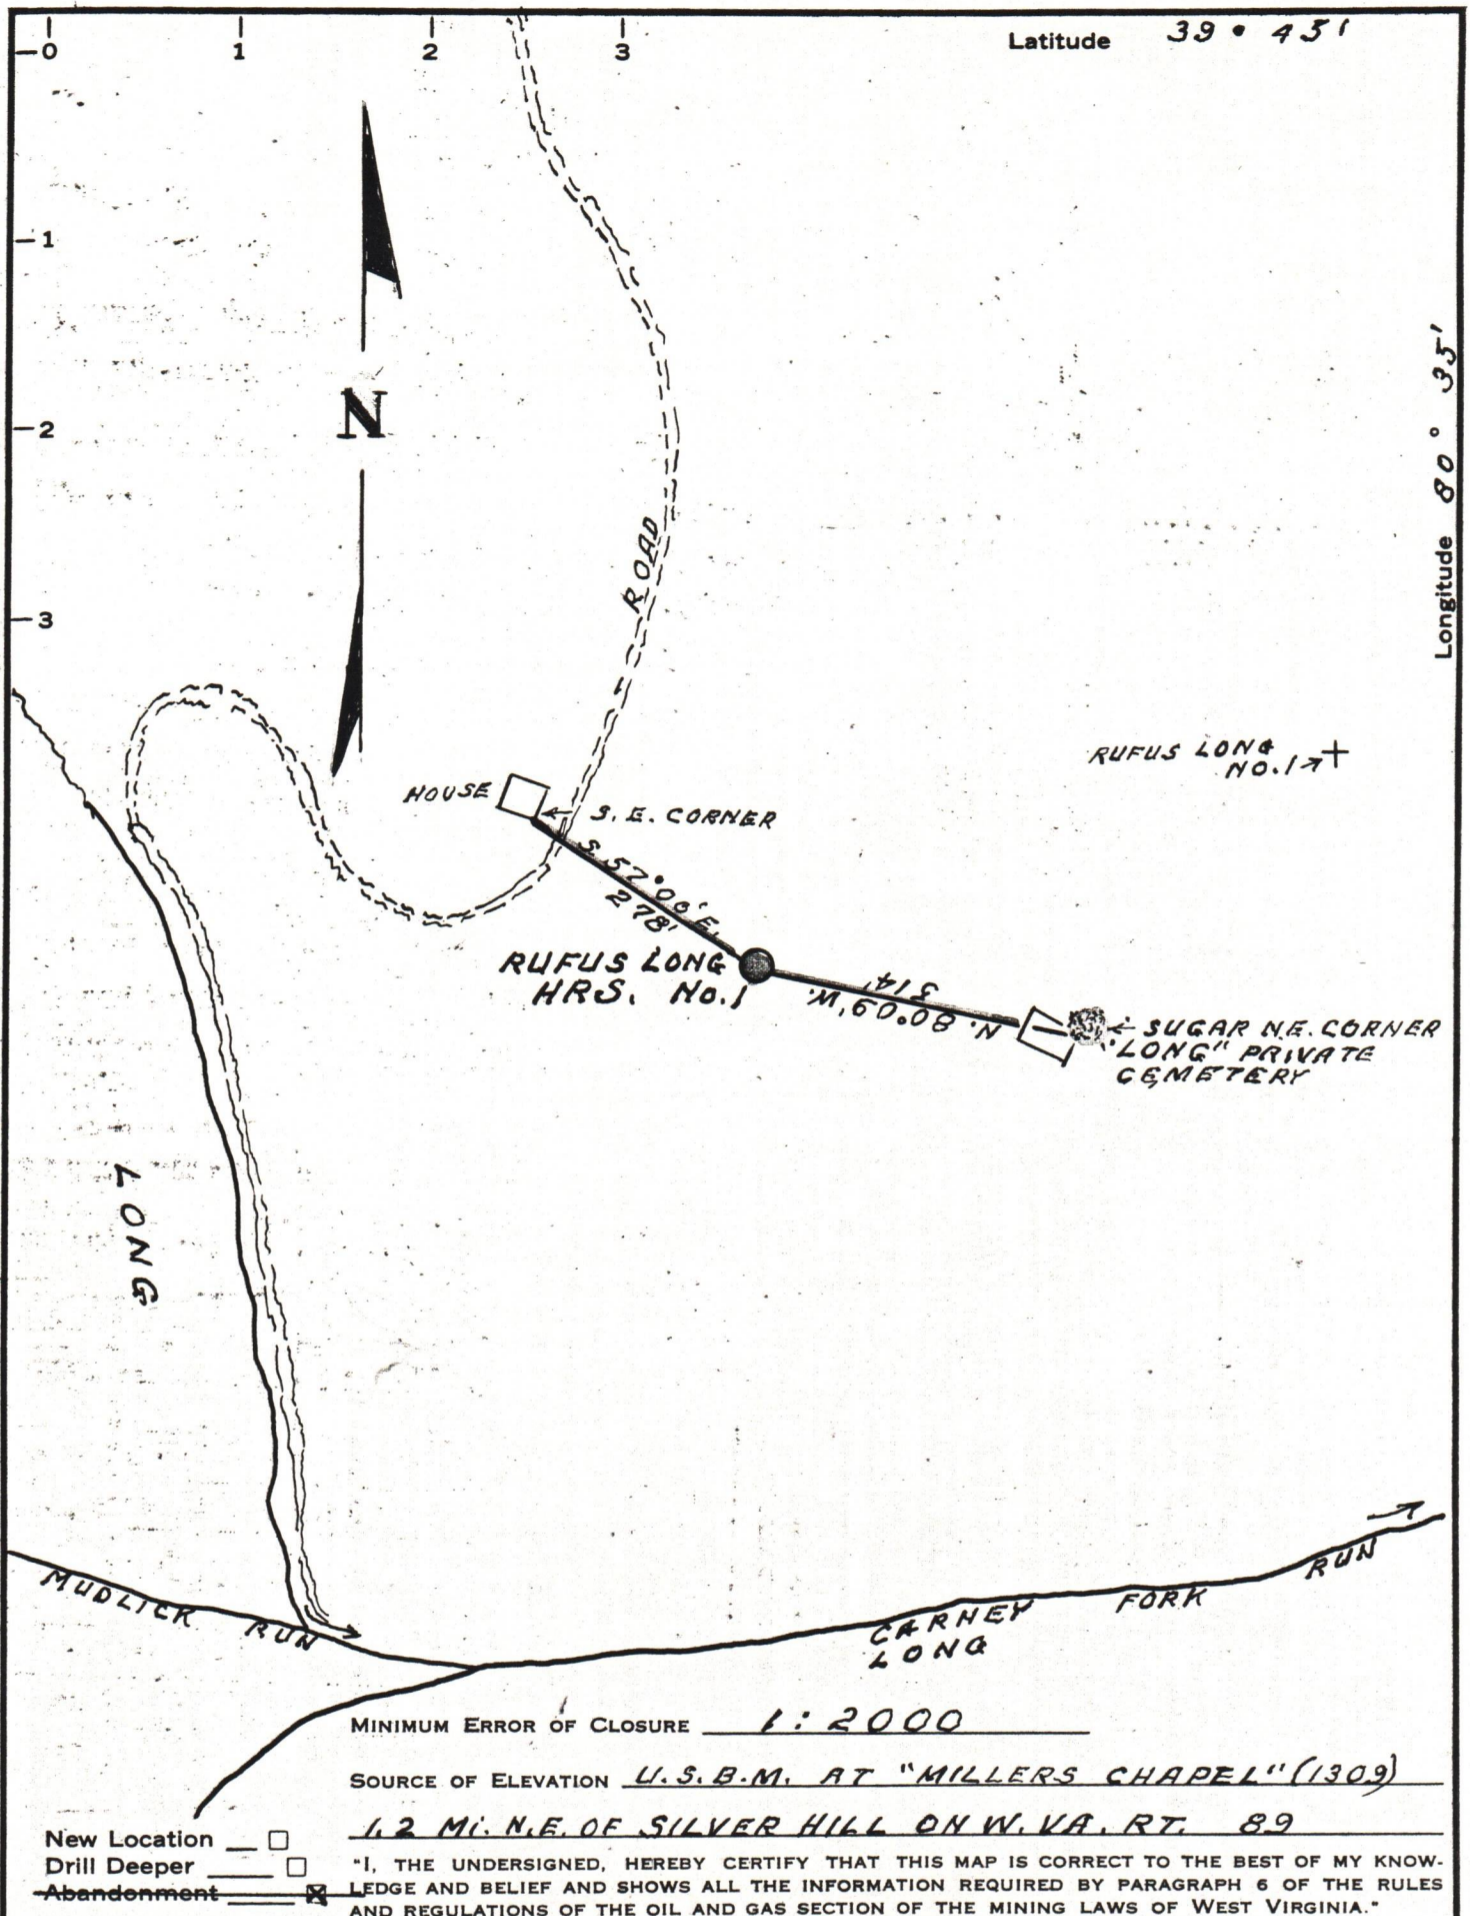 0 1 2 3
Latitude 39° 45'
1
2
3
N
Longitude 80° 35'
ROAD
RUFUS LONG
NO.1
HOUSE
S. E. CORNER
S. 57°00' E.
278'
RUFUS LONG
HRS. No.1
314'
N. 80°09' W.
SUGAR N.E. CORNER
"LONG" PRIVATE
CEMETERY
LONG
MUDLICK RUN
CARNEY FORK RUN
LONG
MINIMUM ERROR OF CLOSURE 1:2000
SOURCE OF ELEVATION U.S.B.M. AT "MILLERS CHAPEL" (1309)
1.2 Mi. N.E. OF SILVER HILL ON W. VA. RT. 89
New Location
Drill Deeper
Abandonment
"I, THE UNDERSIGNED, HEREBY CERTIFY THAT THIS MAP IS CORRECT TO THE BEST OF MY KNOW-
LEDGE AND BELIEF AND SHOWS ALL THE INFORMATION REQUIRED BY PARAGRAPH 6 OF THE RULES
AND REGULATIONS OF THE OIL AND GAS SECTION OF THE MINING LAWS OF WEST VIRGINIA."